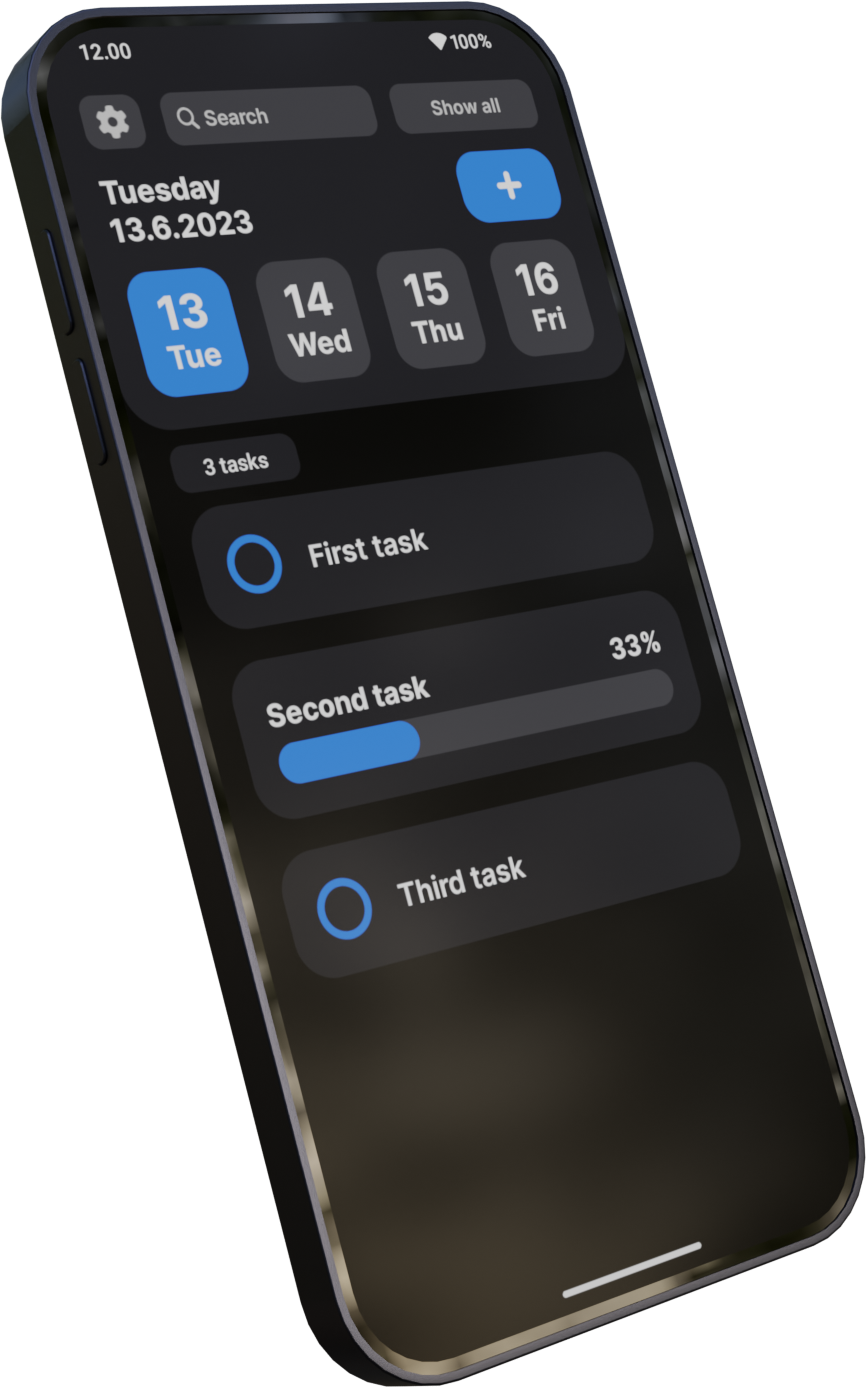 12.00 100%
Search Show all
Tuesday
13.6.2023
+
13 14 15 16
Tue Wed Thu Fri
3 tasks
First task
33%
Second task
Third task